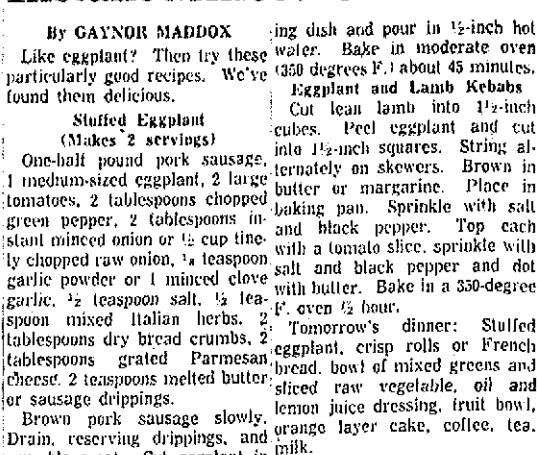 By GAYNOR MADDOX
Like eggplant? Then try these
particularly good recipes. We've
found them delicious.
Stuffed Eggplant
(Makes 2 servings)
One-half pound pork sausage,
1 medium-sized eggplant, 2 large
tomatoes, 2 tablespoons chopped
green pepper, 2 tablespoons in-
stant minced onion or ½ cup fine-
ly chopped raw onion, ⅛ teaspoon
garlic powder or 1 minced clove
garlic, ½ teaspoon salt, ½ tea-
spoon mixed Italian herbs, 2
tablespoons dry bread crumbs, 2
tablespoons grated Parmesan
cheese, 2 teaspoons melted butter
or sausage drippings.
Brown pork sausage slowly.
Drain, reserving drippings, and
ing dish and pour in ½-inch hot
water. Bake in moderate oven
(350 degrees F.) about 45 minutes.
Eggplant and Lamb Kebabs
Cut lean lamb into 1½-inch
cubes. Peel eggplant and cut
into 1½-inch squares. String al-
ternately on skewers. Brown in
butter or margarine. Place in
baking pan. Sprinkle with salt
and black pepper. Top each
with a tomato slice, sprinkle with
salt and black pepper and dot
with butter. Bake in a 350-degree
F. oven ½ hour.
Tomorrow's dinner: Stuffed
eggplant, crisp rolls or French
bread, bowl of mixed greens and
sliced raw vegetable, oil and
lemon juice dressing, fruit bowl,
orange layer cake, coffee, tea,
milk.